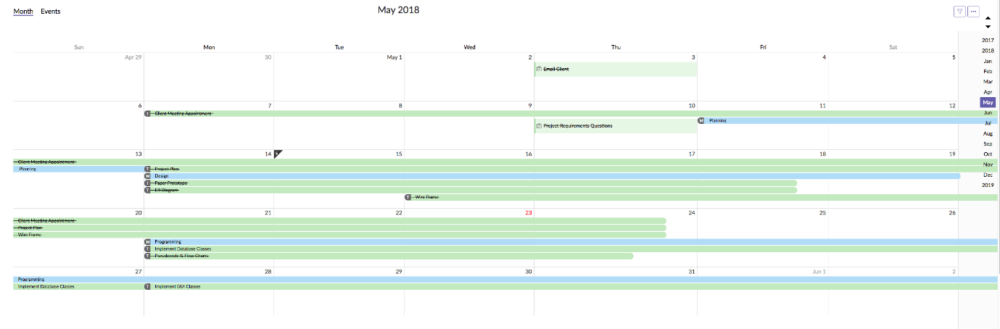 Month Events May 2018
Sun Mon Tue Wed Thu Fri Sat
Apr 29 30 May 1 2 3 4 5
Email Client
6 7 8 9 10 11 12
T Client Meeting Appointment
M Planning
Project Requirements Questions
13 14 S 15 16 17 18 19
Client Meeting Appointment
Planning T Project Plan
M Design
T Paper Prototype
T ER Diagram
T Wire Frame
20 21 22 23 24 25 26
Client Meeting Appointment
Project Plan
Wire Frame
M Programming
T Implement Database Classes
T Pseudocode & Flow Charts
27 28 29 30 31 Jun 1 2
Programming
Implement Database Classes T Implement GUI Classes
2017
2018
Jan
Feb
Mar
Apr
May
Jun
Jul
Aug
Sep
Oct
Nov
Dec
2019